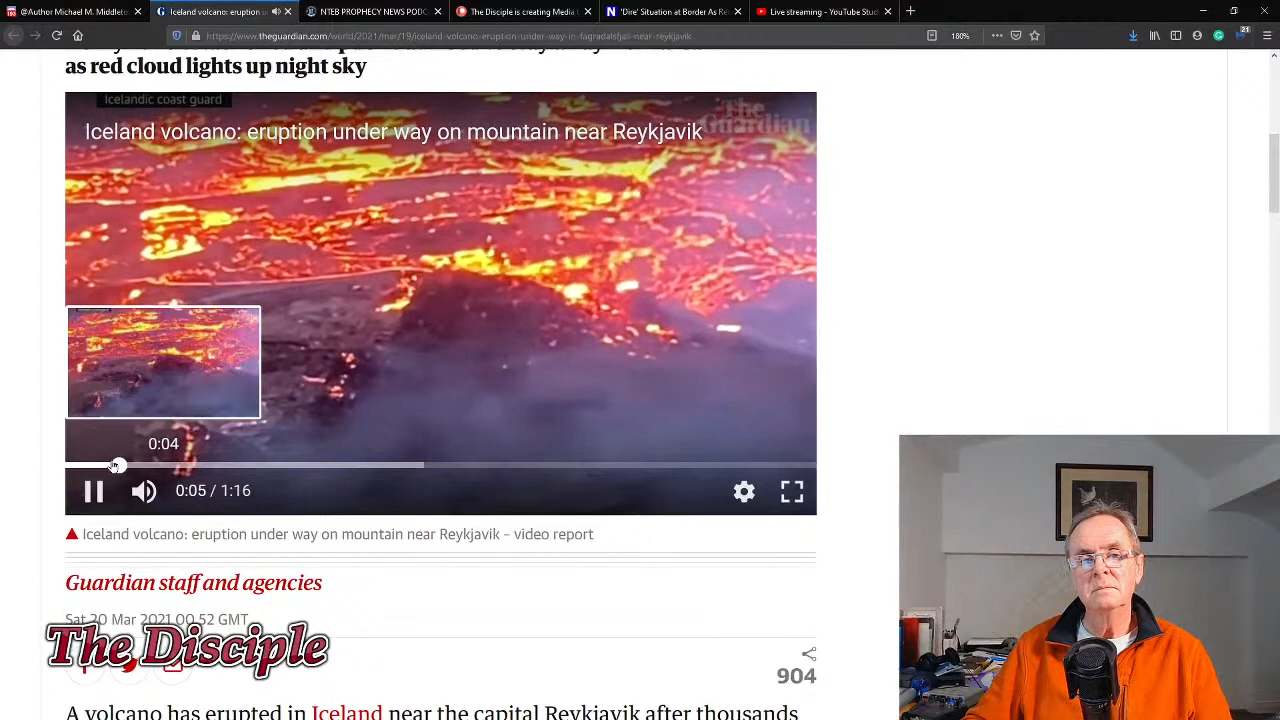 @Author Michael M. Middlet
Iceland volcano: eruption
NTEB PROPHECY NEWS PODC
The Disciple is creating Media
'Dire' Situation at Border As Re
Live streaming - YouTube Stud
https://www.theguardian.com/world/2021/mar/19/iceland-volcano-eruption-under-way-in-fagradalsfjall-near-reykjavik
180%
21
as red cloud lights up night sky
Icelandic coast guard
The Guardian
Iceland volcano: eruption under way on mountain near Reykjavik
0:04
0:05 / 1:16
Iceland volcano: eruption under way on mountain near Reykjavik – video report
Guardian staff and agencies
Sat 20 Mar 2021 00.52 GMT
The Disciple
904
A volcano has erupted in Iceland near the capital Reykjavik after thousands